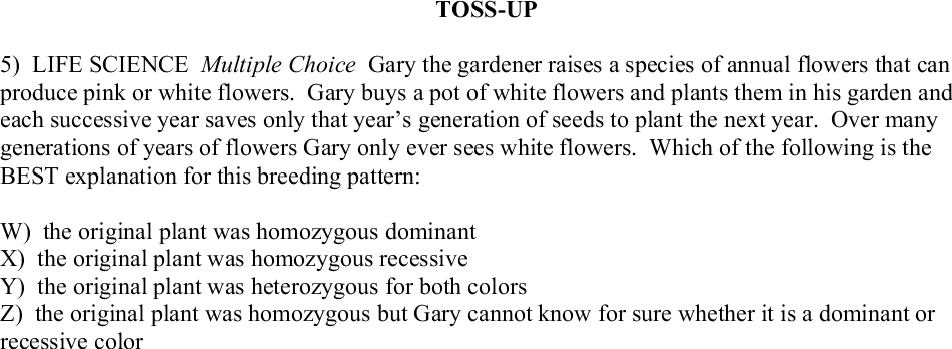 TOSS-UP
5) LIFE SCIENCE Multiple Choice Gary the gardener raises a species of annual flowers that can
produce pink or white flowers. Gary buys a pot of white flowers and plants them in his garden and
each successive year saves only that year’s generation of seeds to plant the next year. Over many
generations of years of flowers Gary only ever sees white flowers. Which of the following is the
BEST explanation for this breeding pattern:
W) the original plant was homozygous dominant
X) the original plant was homozygous recessive
Y) the original plant was heterozygous for both colors
Z) the original plant was homozygous but Gary cannot know for sure whether it is a dominant or
recessive color